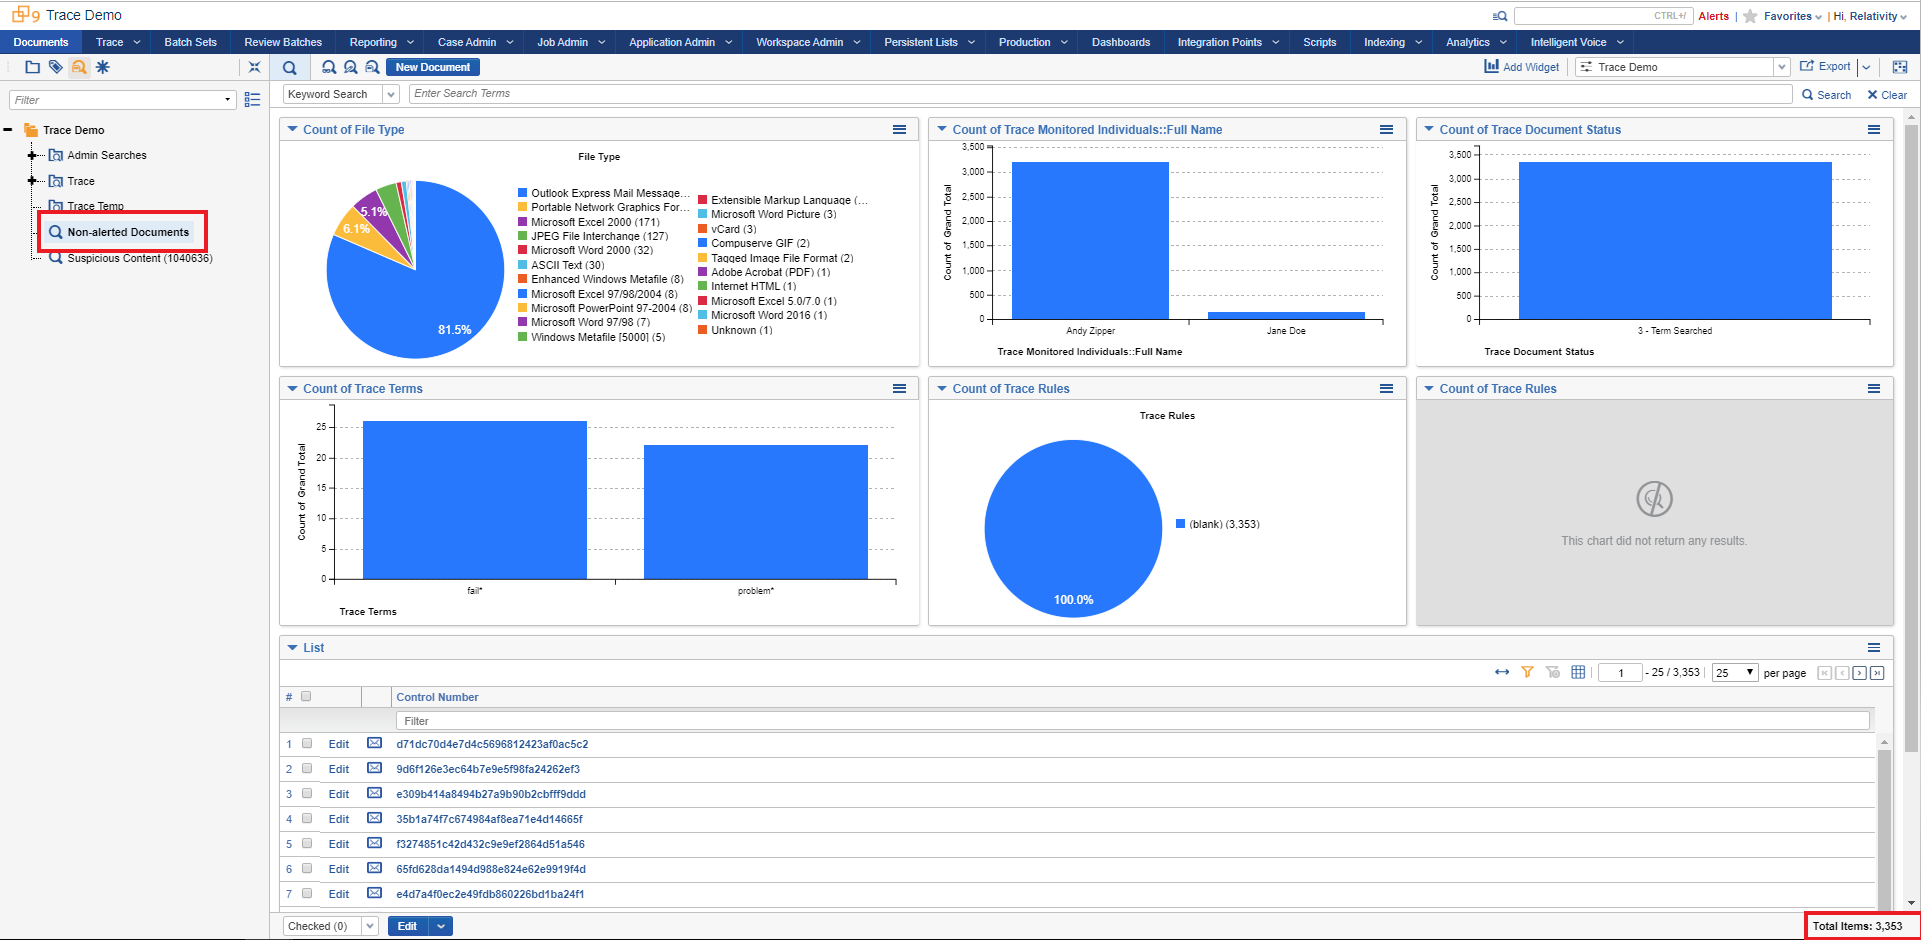 9 Trace Demo
CTRL+/ Alerts | Favorites | Hi, Relativity
Documents Trace Batch Sets Review Batches Reporting Case Admin Job Admin Application Admin Workspace Admin Persistent Lists Production Dashboards Integration Points Scripts Indexing Analytics Intelligent Voice
New Document Add Widget Trace Demo Export
Filter
Keyword Search Enter Search Terms Search Clear
Trace Demo
Admin Searches
Trace
Trace Temp
Non-alerted Documents
Suspicious Content (1040636)
Count of File Type
File Type
81.5%
6.1%
5.1%
Outlook Express Mail Message...
Portable Network Graphics For...
Microsoft Excel 2000 (171)
JPEG File Interchange (127)
Microsoft Word 2000 (32)
ASCII Text (30)
Enhanced Windows Metafile (8)
Microsoft Excel 97/98/2004 (8)
Microsoft PowerPoint 97-2004 (8)
Microsoft Word 97/98 (7)
Windows Metafile [5000] (5)
Extensible Markup Language (...
Microsoft Word Picture (3)
vCard (3)
Compuserve GIF (2)
Tagged Image File Format (2)
Adobe Acrobat (PDF) (1)
Internet HTML (1)
Microsoft Excel 5.0/7.0 (1)
Microsoft Word 2016 (1)
Unknown (1)
Count of Trace Monitored Individuals::Full Name
Count of Grand Total
3,500
3,000
2,500
2,000
1,500
1,000
500
0
Andy Zipper Jane Doe
Trace Monitored Individuals::Full Name
Count of Trace Document Status
Count of Grand Total
3,500
3,000
2,500
2,000
1,500
1,000
500
0
3 - Term Searched
Trace Document Status
Count of Trace Terms
Count of Grand Total
25
20
15
10
5
0
fail* problem*
Trace Terms
Count of Trace Rules
Trace Rules
100.0%
(blank) (3,353)
Count of Trace Rules
This chart did not return any results.
List
1 - 25 / 3,353 25 per page
# Control Number
Filter
1 Edit d71dc70d4e7d4c5696812423af0ac5c2
2 Edit 9d6f126e3ec64b7e9e5f98fa24262ef3
3 Edit e309b414a8494b27a9b90b2cbfff9ddd
4 Edit 35b1a74f7c674984af8ea71e4d14665f
5 Edit f3274851c42d432c9e9ef2864d51a546
6 Edit 65fd628da1494d988e824e62e9919f4d
7 Edit e4d7a4f0ec2e49fdb860226bd1ba24f1
Checked (0) Edit Total Items: 3,353